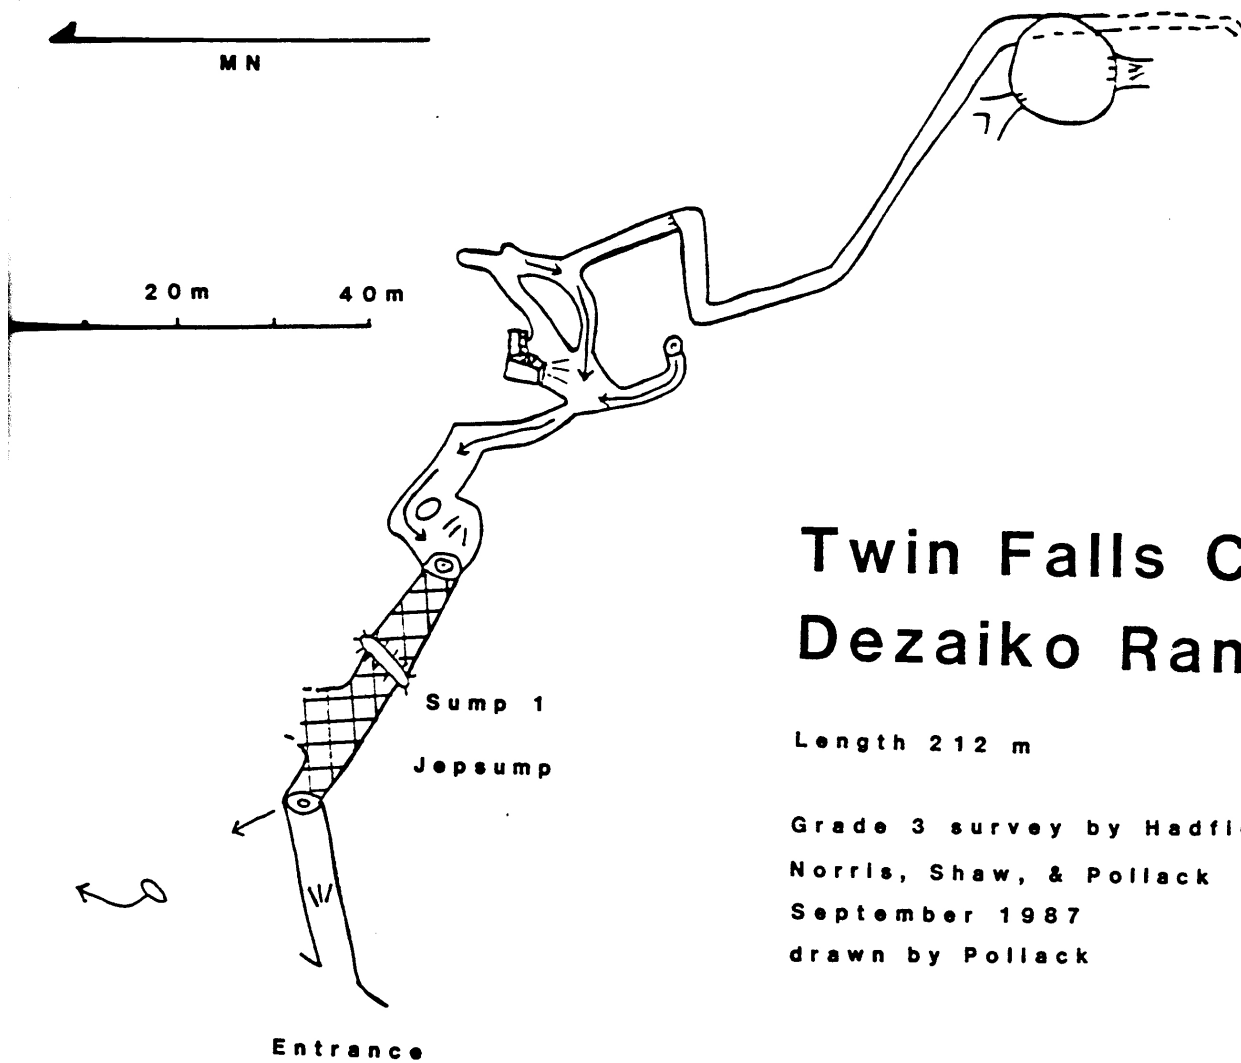 MN
20m 40m
Twin Falls C
Dezaiko Ran
Sump 1
Jepsump
Length 212 m
Grade 3 survey by Hadfi
Norris, Shaw, & Pollack
September 1987
drawn by Pollack
Entrance